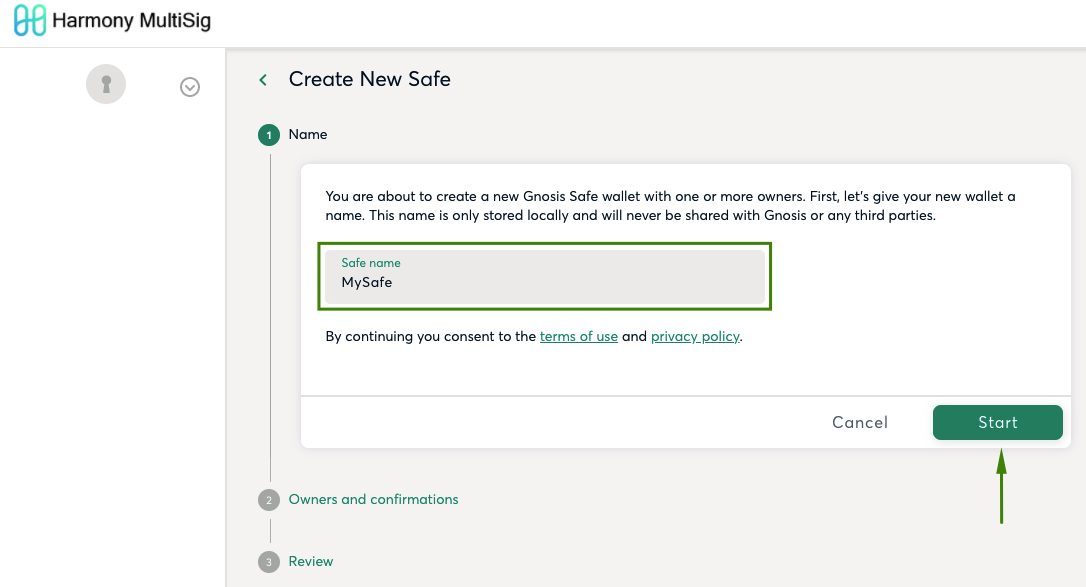 Harmony MultiSig
Create New Safe
1 Name
You are about to create a new Gnosis Safe wallet with one or more owners. First, let's give your new wallet a
name. This name is only stored locally and will never be shared with Gnosis or any third parties.
Safe name
MySafe
By continuing you consent to the terms of use and privacy policy.
Cancel Start
2 Owners and confirmations
3 Review